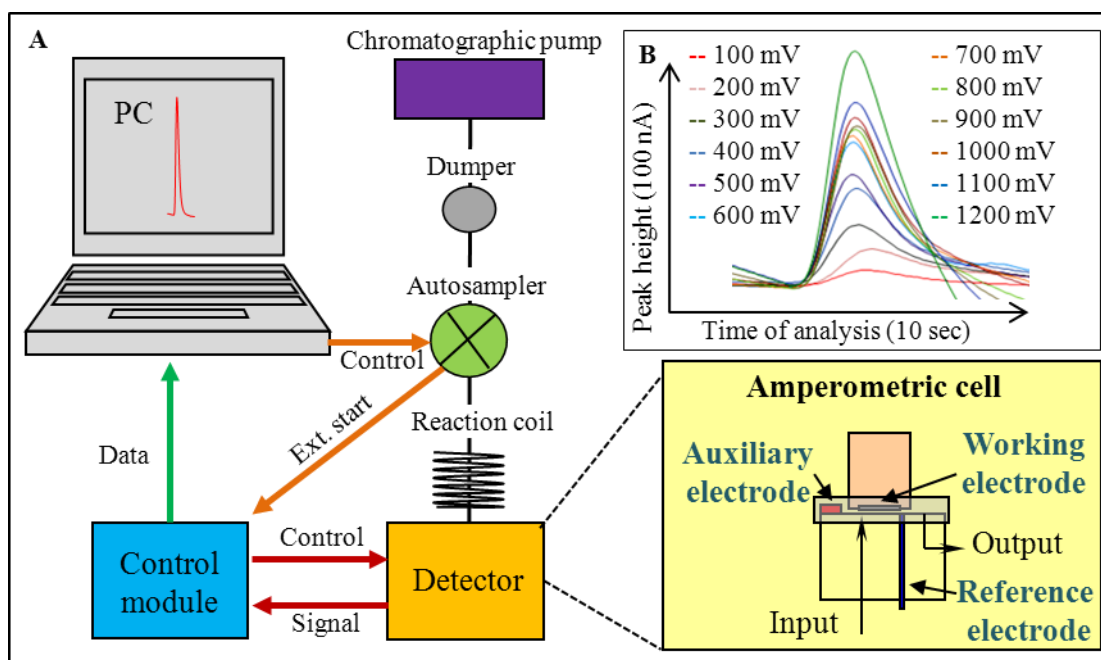 A
PC
Chromatographic pump
Dumper
Autosampler
Control
Ext. start
Reaction coil
Data
Control
module
Control
Signal
Detector
B
Peak height (100 nA)
100 mV
200 mV
300 mV
400 mV
500 mV
600 mV
700 mV
800 mV
900 mV
1000 mV
1100 mV
1200 mV
Time of analysis (10 sec)
Amperometric cell
Auxiliary
electrode
Working
electrode
Output
Reference
electrode
Input